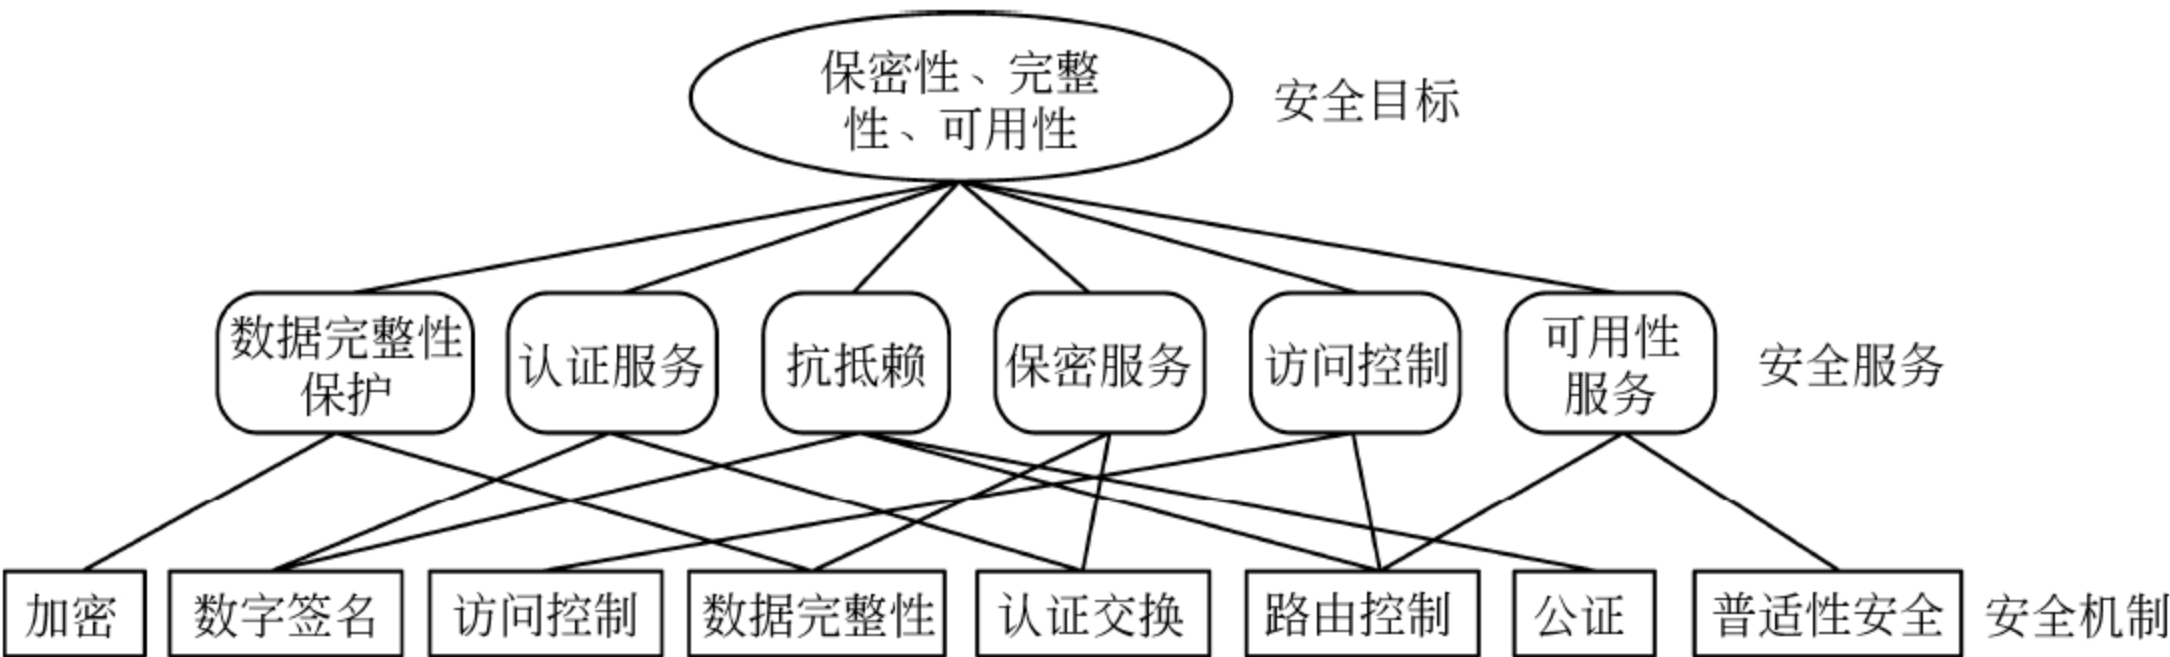 保密性、完整
性、可用性
安全目标
数据完整性
保护
认证服务
抗抵赖
保密服务
访问控制
可用性
服务
安全服务
加密
数字签名
访问控制
数据完整性
认证交换
路由控制
公证
普适性安全
安全机制